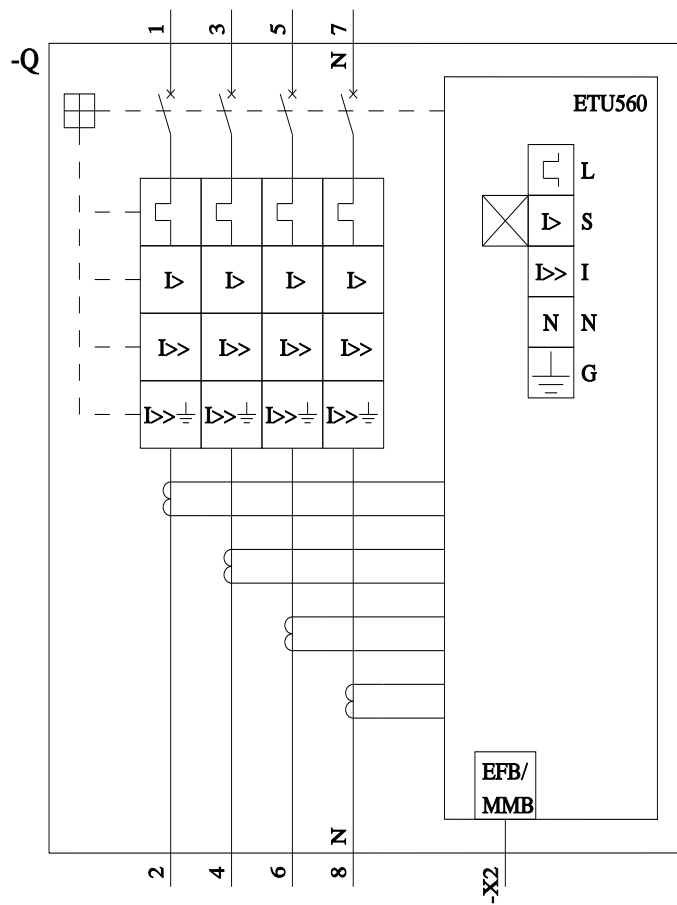 1 3 5 7
-Q
N
ETU560
L
I> S
I> I> I> I>
I>> I
N N
I>> I>> I>> I>>
G
I>> I>> I>> I>>
EFB/
MMB
N
2 4 6 8
-X2